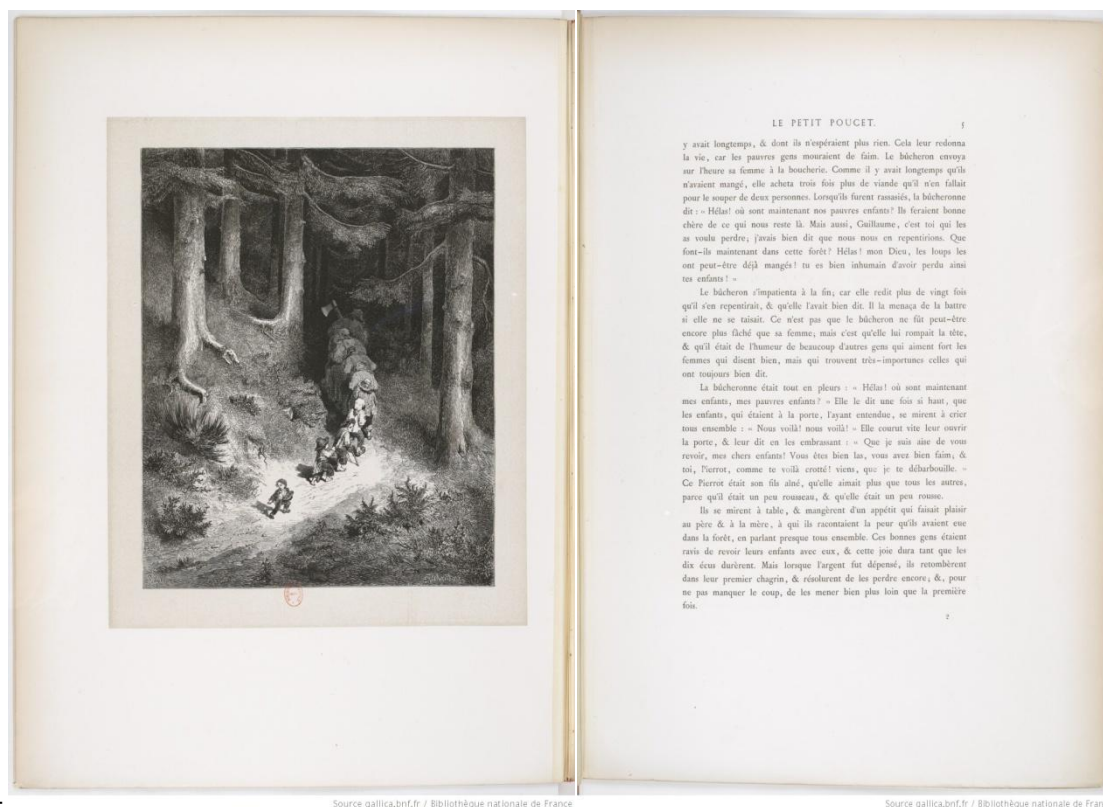 LE PETIT POUCET. 5
y avait longtemps, & dont ils n'espéraient plus rien. Cela leur redonna
la vie, car les pauvres gens mouraient de faim. Le bûcheron envoya
sur l'heure sa femme à la boucherie. Comme il y avait longtemps qu'ils
n'avaient mangé, elle acheta trois fois plus de viande qu'il n'en fallait
pour le souper de deux personnes. Lorsqu'ils furent rassasiés, la bûcheronne
dit : « Hélas! où sont maintenant nos pauvres enfants? Ils feraient bonne
chère de ce qui nous reste là. Mais aussi, Guillaume, c'est toi qui les
as voulu perdre; j'avais bien dit que nous nous en repentirions. Que
font-ils maintenant dans cette forêt? Hélas! mon Dieu, les loups les
ont peut-être déjà mangés! tu es bien inhumain d'avoir perdu ainsi
tes enfants! »
Le bûcheron s'impatienta à la fin; car elle redit plus de vingt fois
qu'il s'en repentirait, & qu'elle l'avait bien dit. Il la menaça de la battre
si elle ne se taisait. Ce n'est pas que le bûcheron ne fût peut-être
encore plus fâché que sa femme; mais c'est qu'elle lui rompait la tête,
& qu'il était de l'humeur de beaucoup d'autres gens qui aiment fort les
femmes qui disent bien, mais qui trouvent très-importunes celles qui
ont toujours bien dit.
La bûcheronne était tout en pleurs : « Hélas! où sont maintenant
mes enfants, mes pauvres enfants? » Elle le dit une fois si haut, que
les enfants, qui étaient à la porte, l'ayant entendue, se mirent à crier
tous ensemble : « Nous voilà! nous voilà! » Elle courut vite leur ouvrir
la porte, & leur dit en les embrassant : « Que je suis aise de vous
revoir, mes chers enfants! Vous êtes bien las, vous avez bien faim; &
toi, Pierrot, comme te voilà crotté! viens, que je te débarbouille. »
Ce Pierrot était son fils aîné, qu'elle aimait plus que tous les autres,
parce qu'il était un peu rousseau, & qu'elle était un peu rousse.
Ils se mirent à table, & mangèrent d'un appétit qui faisait plaisir
au père & à la mère, à qui ils racontaient la peur qu'ils avaient eue
dans la forêt, en parlant presque tous ensemble. Ces bonnes gens étaient
ravis de revoir leurs enfants avec eux, & cette joie dura tant que les
dix écus durèrent. Mais lorsque l'argent fut dépensé, ils retombèrent
dans leur premier chagrin, & résolurent de les perdre encore; &, pour
ne pas manquer le coup, de les mener bien plus loin que la première
fois.
2
Source gallica.bnf.fr / Bibliothèque nationale de France
Source gallica.bnf.fr / Bibliothèque nationale de France